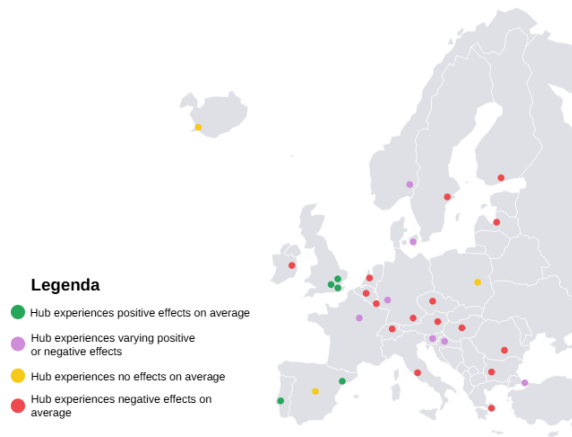 Legenda
Hub experiences positive effects on average
Hub experiences varying positive
or negative effects
Hub experiences no effects on average
Hub experiences negative effects on
average